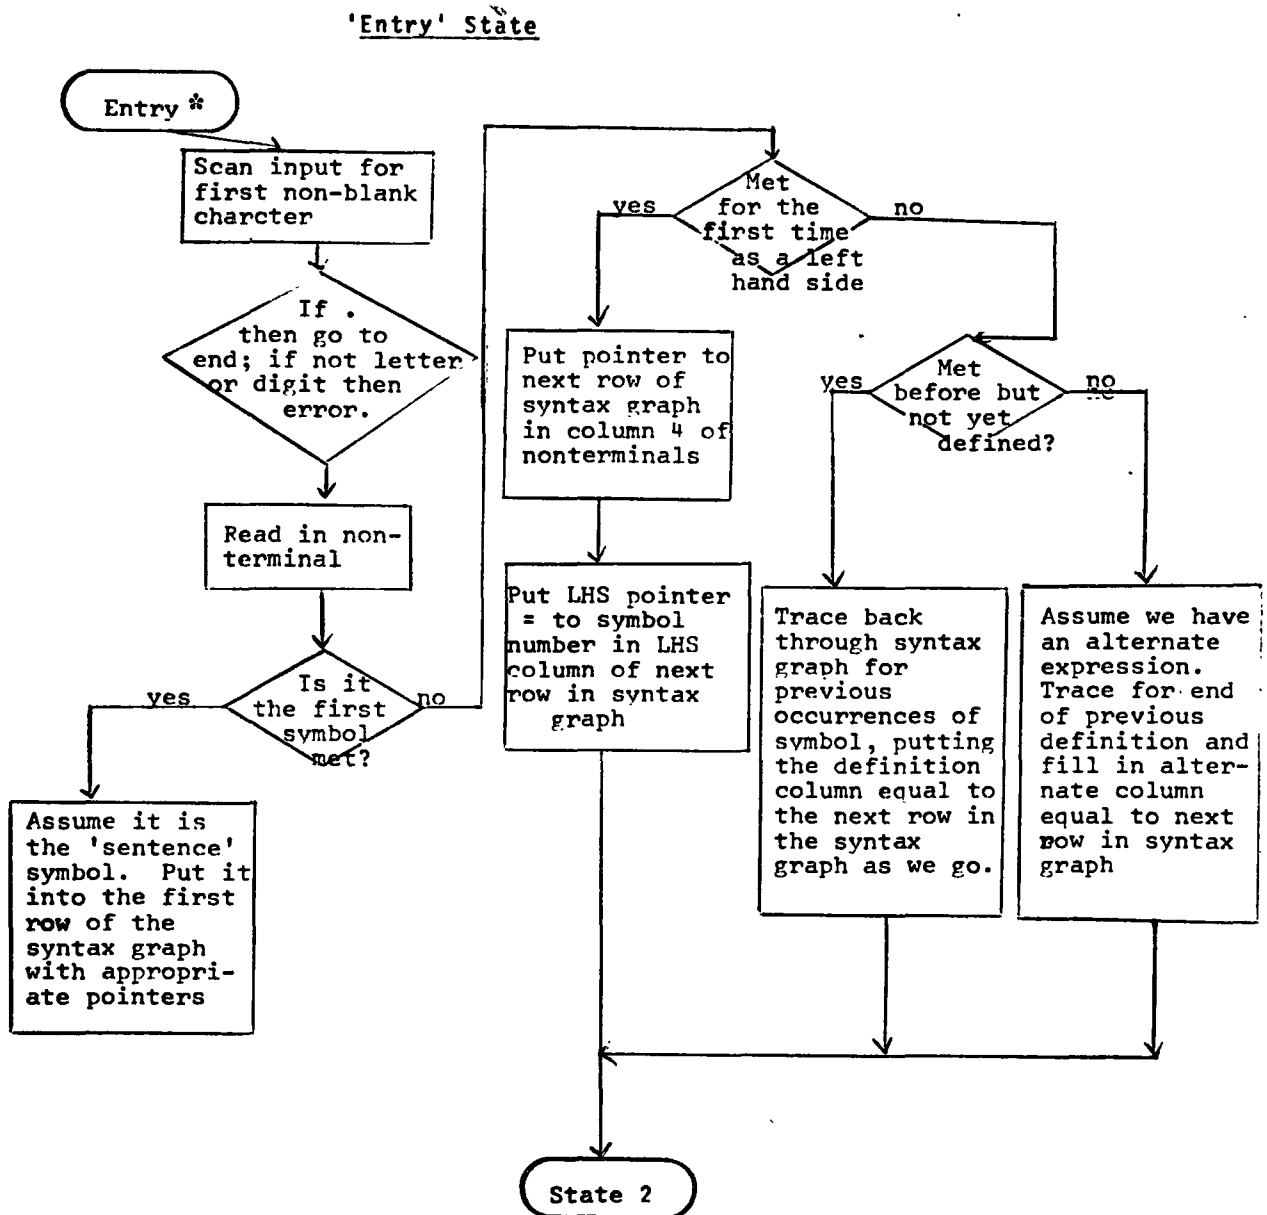 'Entry' State
Entry *
Scan input for
first non-blank
charcter
If .
then go to
end; if not letter
or digit then
error.
Read in non-
terminal
Is it
the first
symbol
met?
yes
no
Assume it is
the 'sentence'
symbol. Put it
into the first
row of the
syntax graph
with appropri-
ate pointers
Met
for the
first time
as a left
hand side
yes
no
Put pointer to
next row of
syntax graph
in column 4 of
nonterminals
Put LHS pointer
= to symbol
number in LHS
column of next
row in syntax
graph
Met
before but
not yet
defined?
yes
no
Trace back
through syntax
graph for
previous
occurrences of
symbol, putting
the definition
column equal to
the next row in
the syntax
graph as we go.
Assume we have
an alternate
expression.
Trace for end
of previous
definition and
fill in alter-
nate column
equal to next
row in syntax
graph
State 2